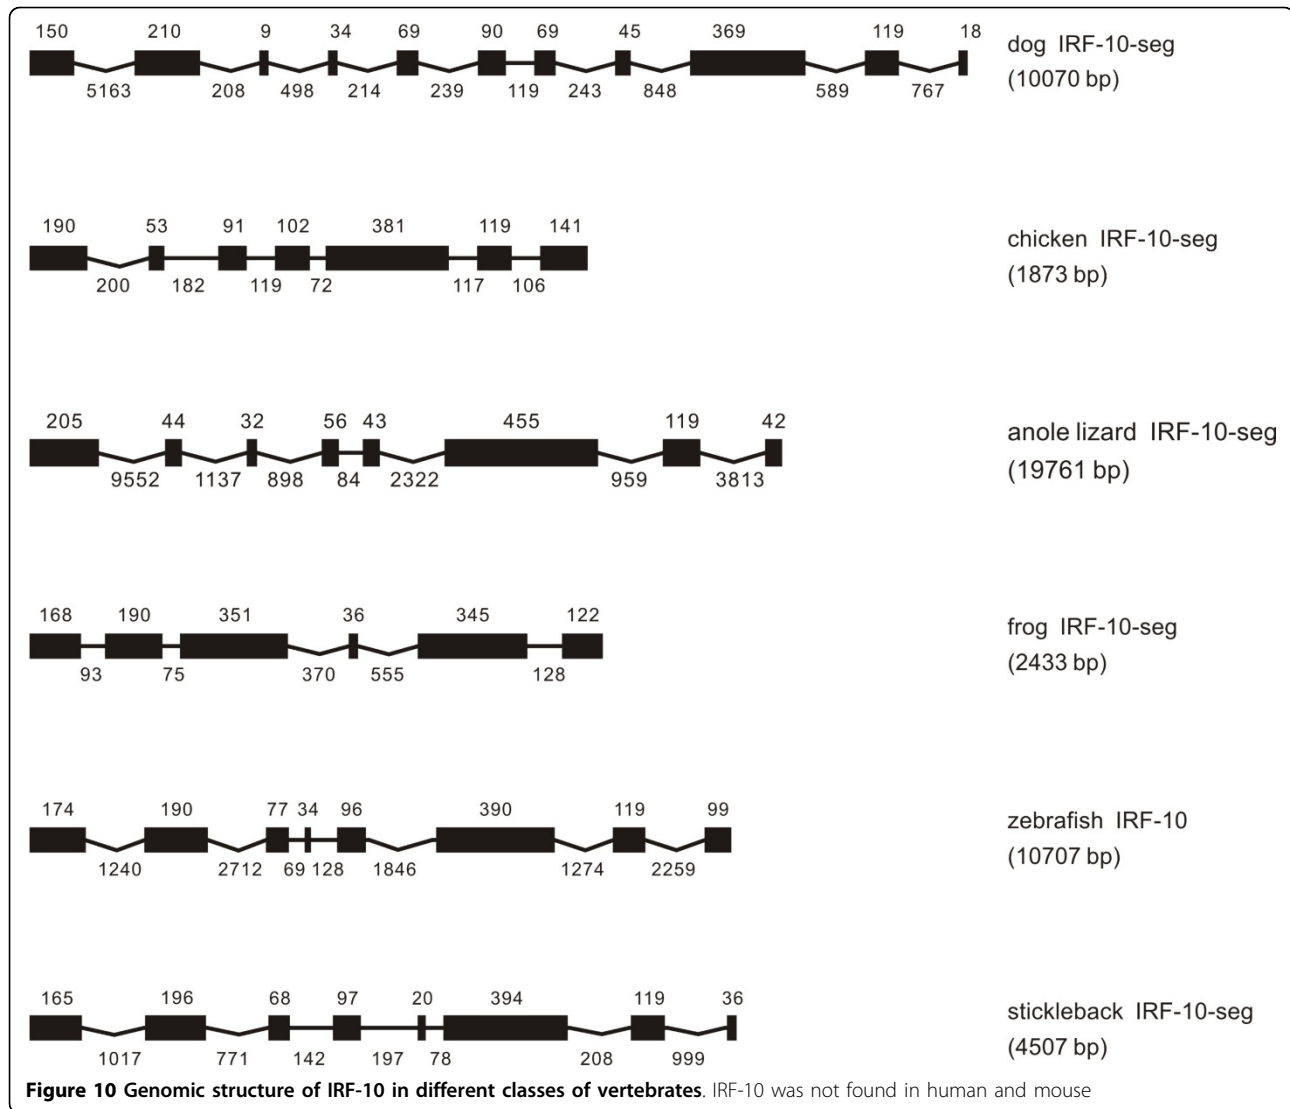 150 210 9 34 69 90 69 45 369 119 18
dog IRF-10-seg
5163 208 498 214 239 119 243 848 589 767
(10070 bp)
190 53 91 102 381 119 141
chicken IRF-10-seg
200 182 119 72 117 106
(1873 bp)
205 44 32 56 43 455 119 42
anole lizard IRF-10-seg
9552 1137 898 84 2322 959 3813
(19761 bp)
168 190 351 36 345 122
frog IRF-10-seg
93 75 370 555 128
(2433 bp)
174 190 77 34 96 390 119 99
zebrafish IRF-10
1240 2712 69 128 1846 1274 2259
(10707 bp)
165 196 68 97 20 394 119 36
stickleback IRF-10-seg
1017 771 142 197 78 208 999
(4507 bp)
Figure 10 Genomic structure of IRF-10 in different classes of vertebrates. IRF-10 was not found in human and mouse